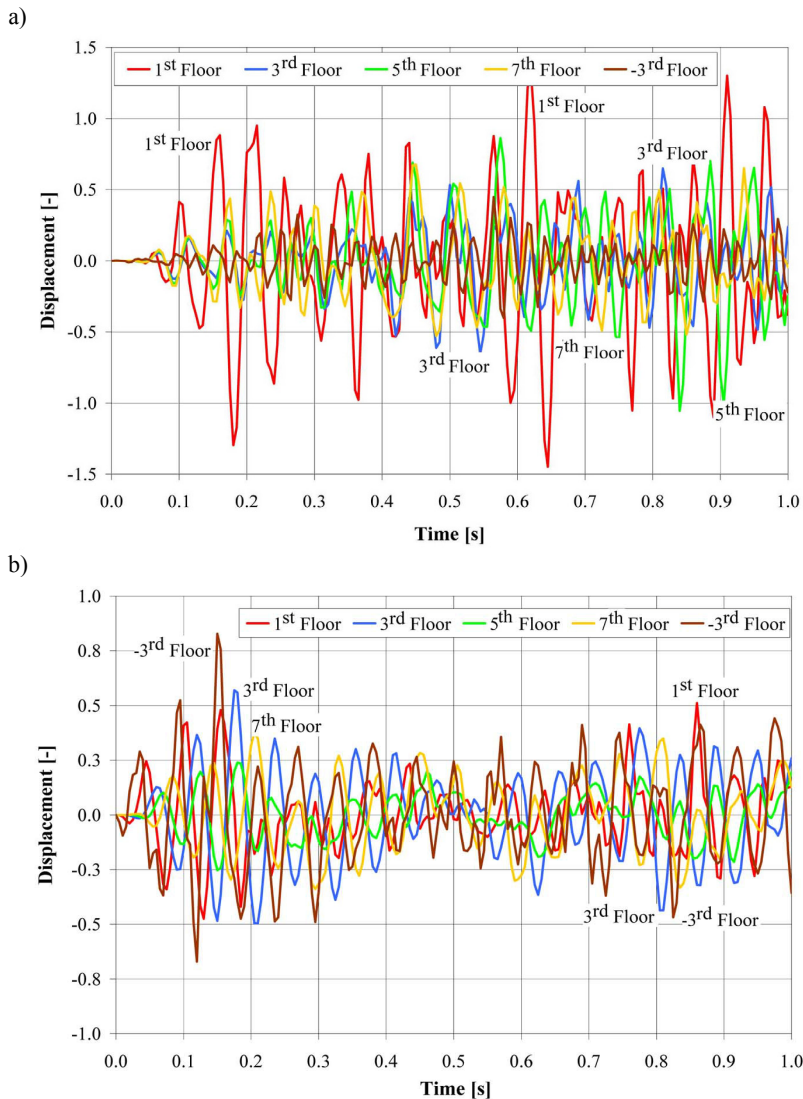 a)
1.5
1st Floor 3rd Floor 5th Floor 7th Floor -3rd Floor
1st Floor
1.0
1st Floor
3rd Floor
0.5
Displacement [-]
0.0
-0.5
3rd Floor
7th Floor
-1.0
5th Floor
-1.5
0.0 0.1 0.2 0.3 0.4 0.5 0.6 0.7 0.8 0.9 1.0
Time [s]
b)
1.0
1st Floor 3rd Floor 5th Floor 7th Floor -3rd Floor
0.8
-3rd Floor
3rd Floor
1st Floor
0.5
7th Floor
0.3
Displacement [-]
0.0
-0.3
3rd Floor
-3rd Floor
-0.5
-0.8
-1.0
0.0 0.1 0.2 0.3 0.4 0.5 0.6 0.7 0.8 0.9 1.0
Time [s]